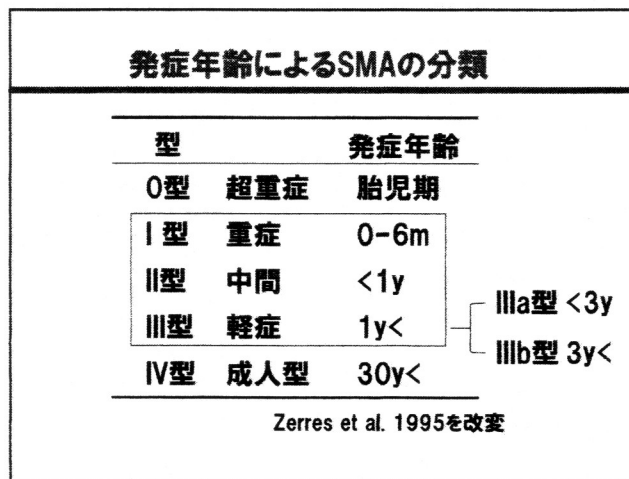 発症年齢によるSMAの分類
型 発症年齢
0型 超重症 胎児期
I型 重症 0-6m
II型 中間 <1y
III型 軽症 1y<
IIIa型 <3y
IIIb型 3y<
IV型 成人型 30y<
Zerres et al. 1995を改変